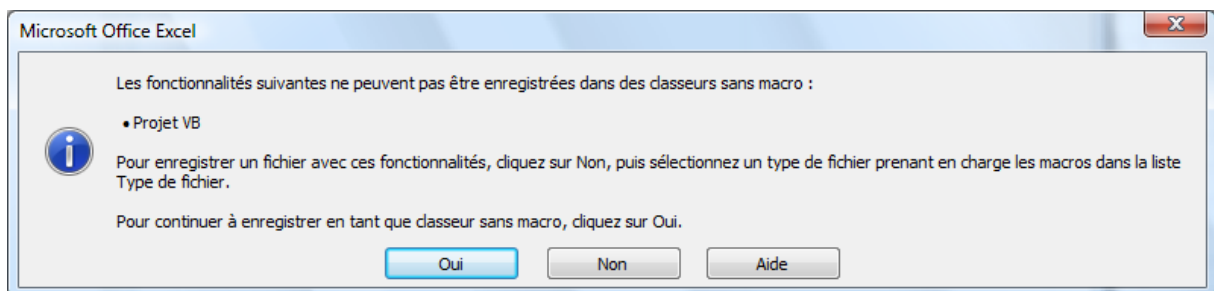 Microsoft Office Excel
Les fonctionnalités suivantes ne peuvent pas être enregistrées dans des classeurs sans macro :
• Projet VB
Pour enregistrer un fichier avec ces fonctionnalités, cliquez sur Non, puis sélectionnez un type de fichier prenant en charge les macros dans la liste
Type de fichier.
Pour continuer à enregistrer en tant que classeur sans macro, cliquez sur Oui.
Oui Non Aide